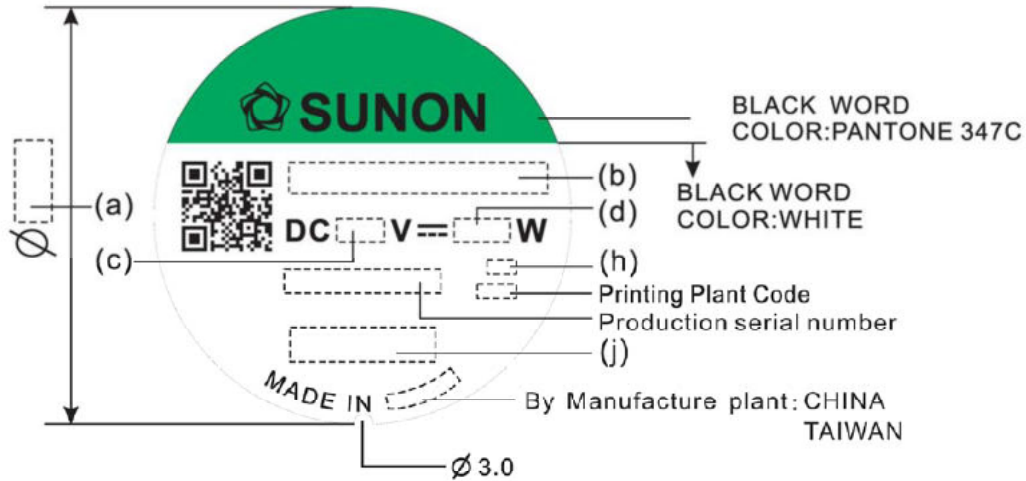 SUNON
BLACK WORD
COLOR:PANTONE 347C
BLACK WORD
COLOR:WHITE
(a)
Ø
(b)
(d)
DC V W
(c)
(h)
Printing Plant Code
Production serial number
(j)
MADE IN
By Manufacture plant: CHINA
TAIWAN
Ø 3.0